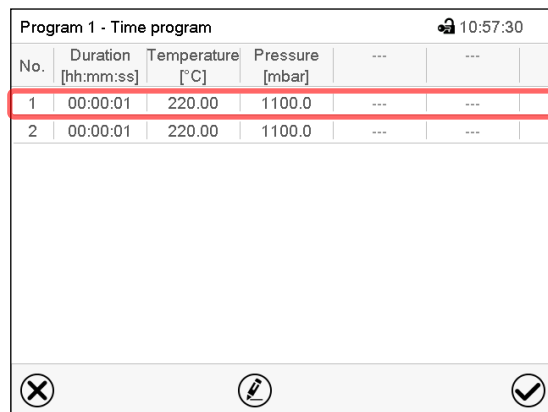 Program 1 - Time program 10:57:30
No. Duration [hh:mm:ss] Temperature [°C] Pressure [mbar] --- ---
1 00:00:01 220.00 1100.0 --- ---
2 00:00:01 220.00 1100.0 --- ---